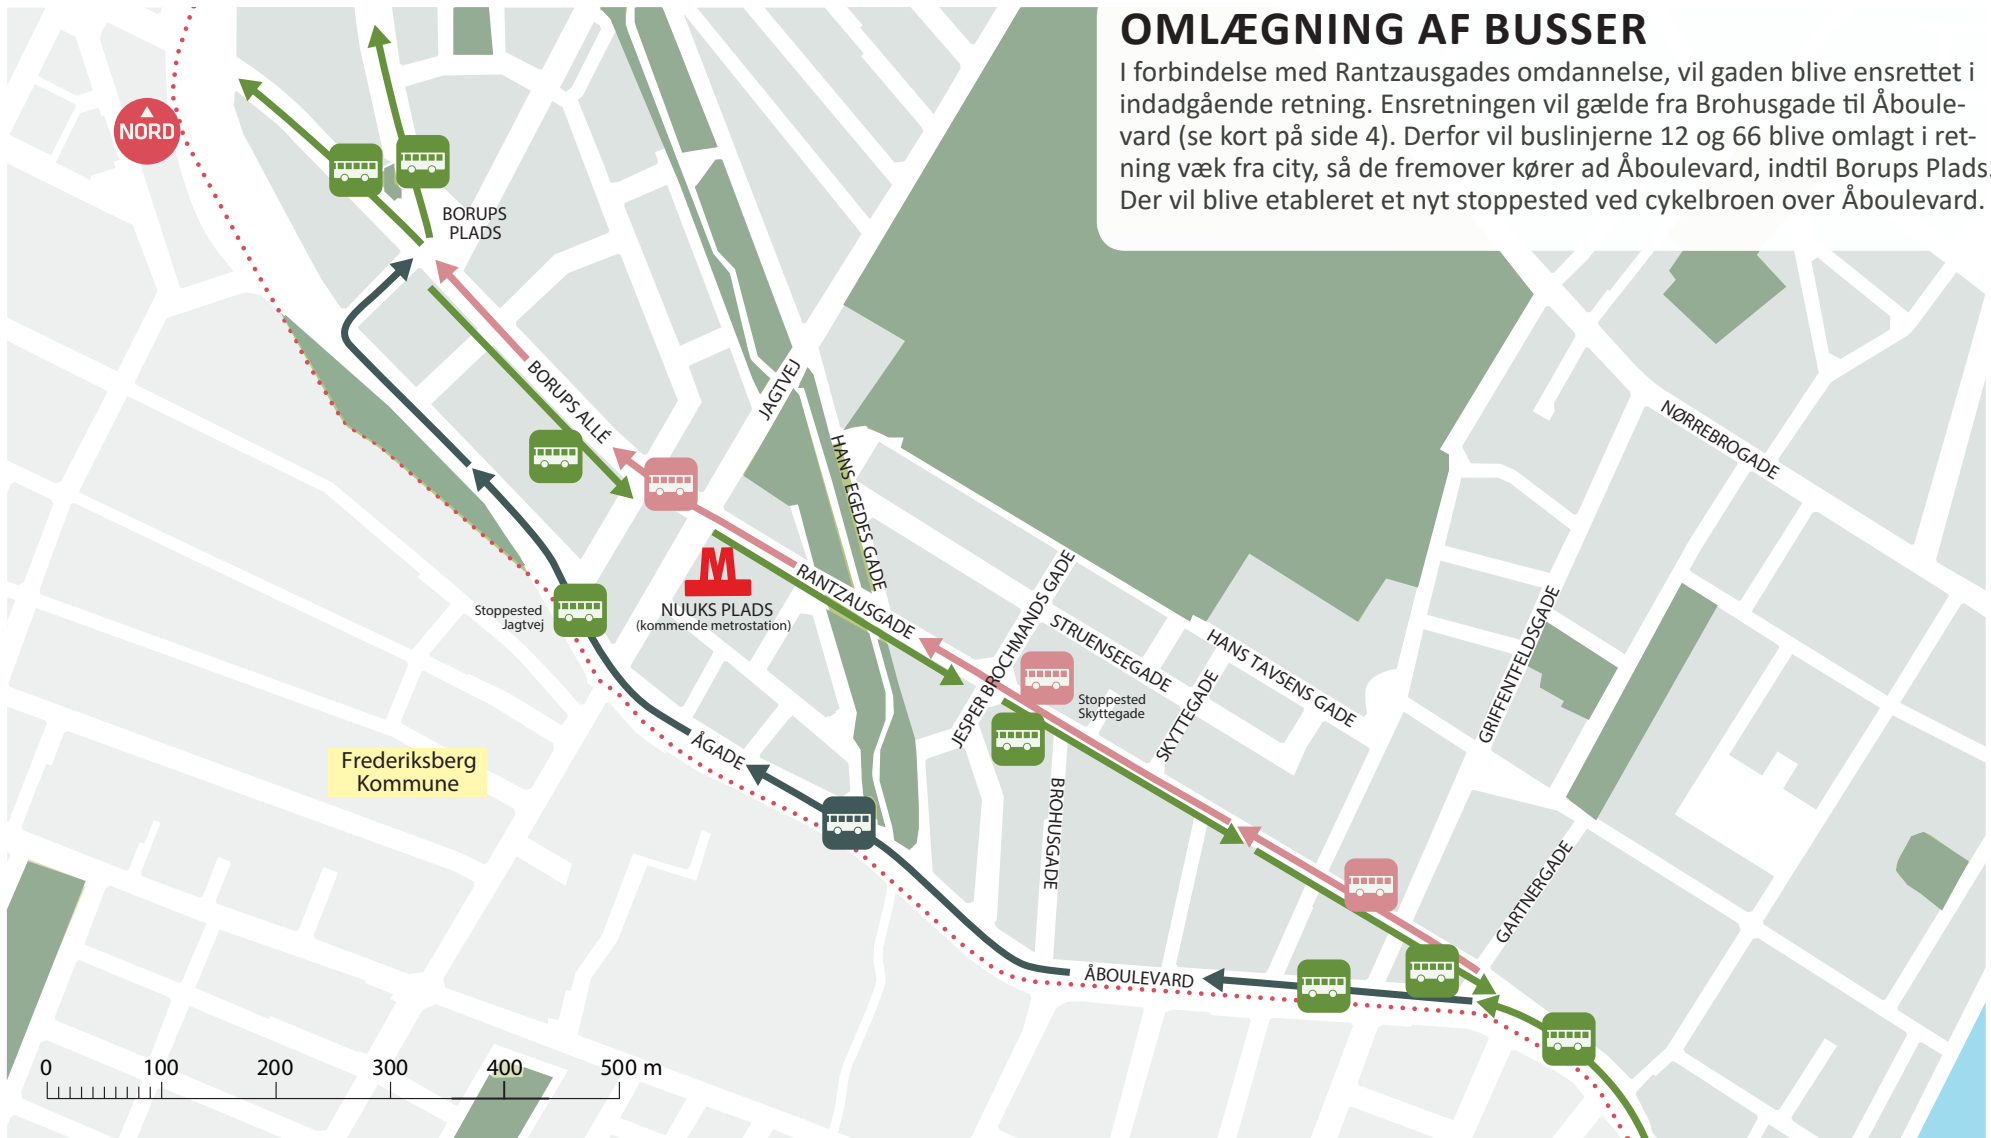 OMLÆGNING AF BUSSER
I forbindelse med Rantzausgades omdannelse, vil gaden blive ensrettet i
indadgående retning. Ensretningen vil gælde fra Brohusgade til Åboule-
vard (se kort på side 4). Derfor vil buslinjerne 12 og 66 blive omlagt i ret-
ning væk fra city, så de fremover kører ad Åboulevard, indtil Borups Plads.
Der vil blive etableret et nyt stoppested ved cykelbroen over Åboulevard.
NORD
BORUPS
PLADS
BORUPS ALLÉ
JAGTVEJ
HANS EGEDES GADE
NØRREBROGADE
M
NUUKS PLADS
(kommende metrostation)
RANTZAUSGADE
Stoppested
Jagtvej
JESPER BROCHMANDS GADE
STRUENSEEGADE
HANS TAVSENS GADE
SKYTTEGADE
GRIFFENTFELDSGADE
Stoppested
Skyttegade
ÅGADE
Frederiksberg
Kommune
BROHUSGADE
GARTNERGADE
ÅBOULEVARD
0 100 200 300 400 500 m